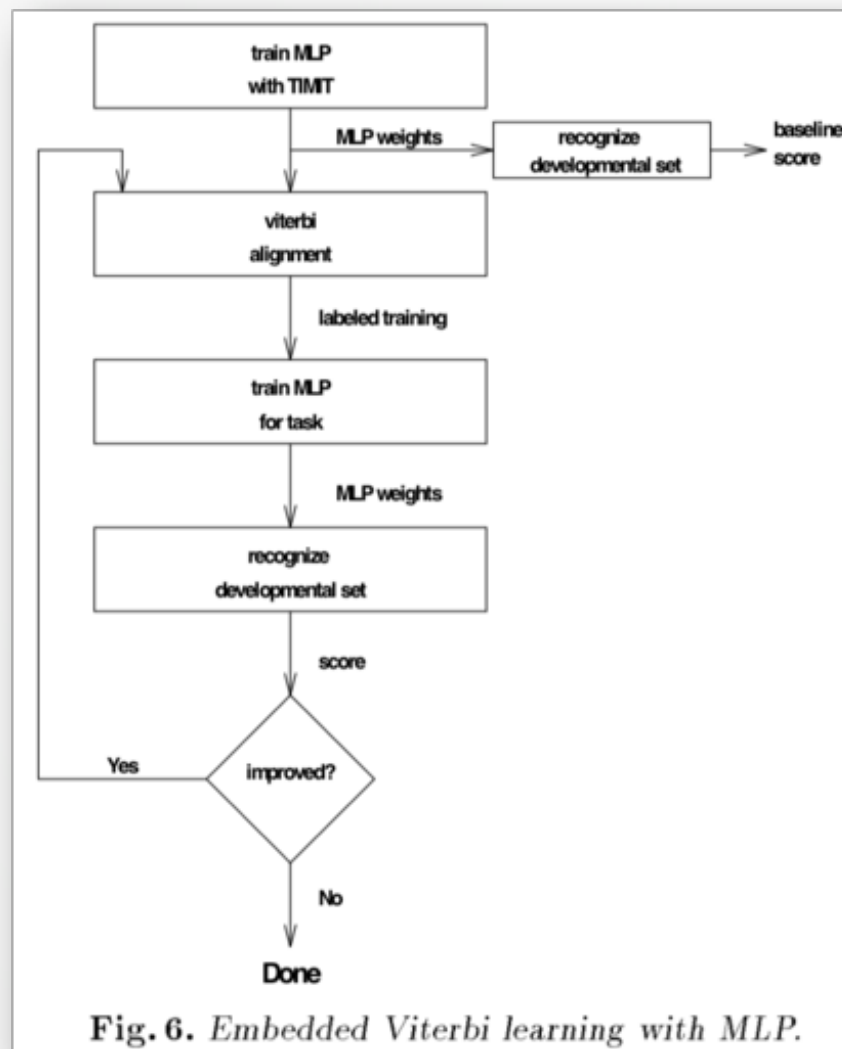 train MLP
with TIMIT
MLP weights
recognize
developmental set
baseline
score
viterbi
alignment
labeled training
train MLP
for task
MLP weights
recognize
developmental set
score
improved?
Yes
No
Done
Fig. 6. Embedded Viterbi learning with MLP.